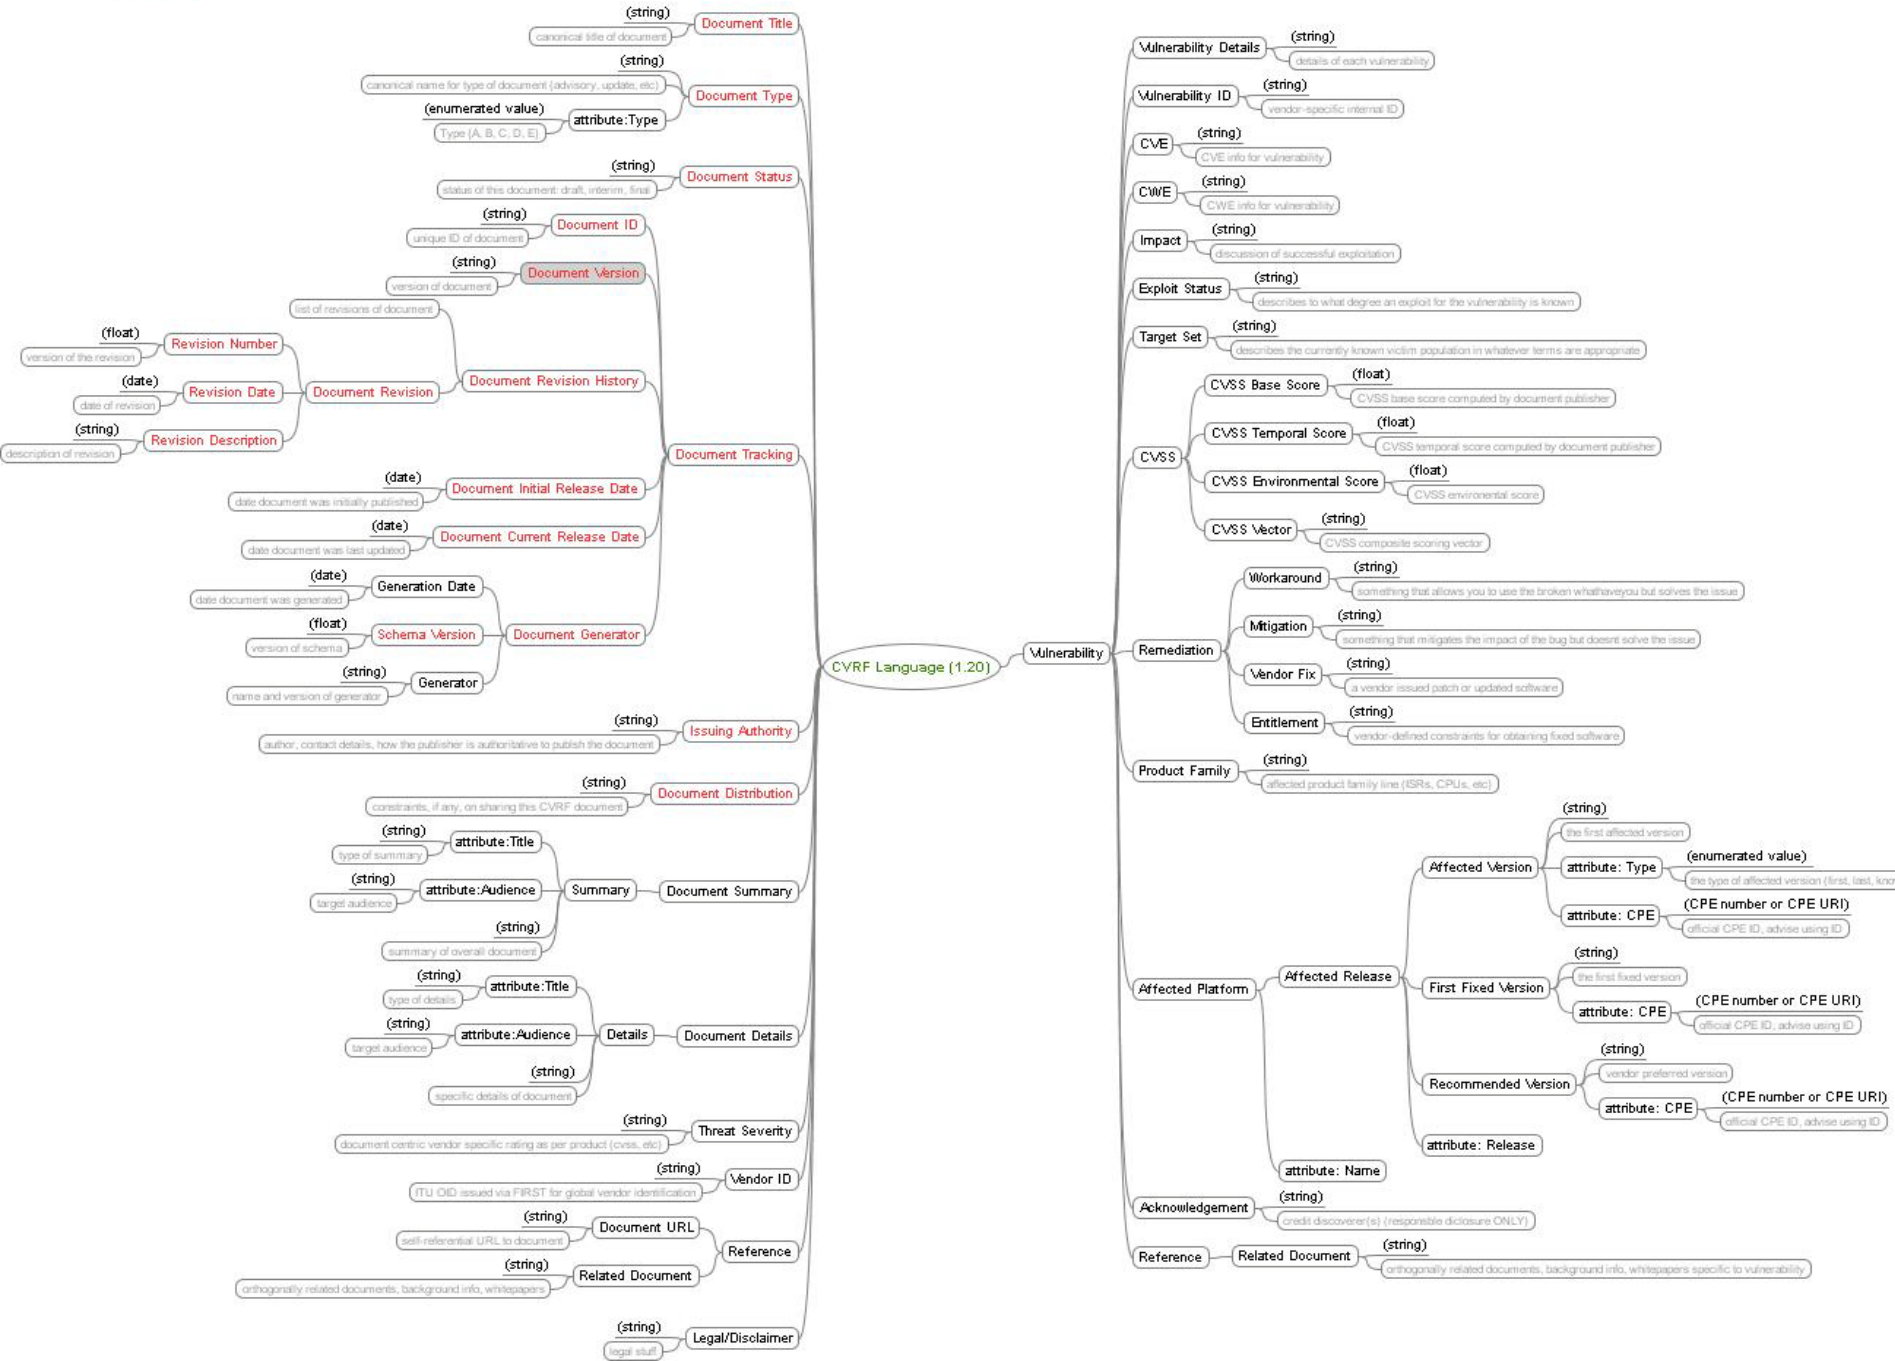 (string)
Document Title
canonical title of document
(string)
canonical name for type of document (advisory, update, etc)
Document Type
(enumerated value)
attribute:Type
Type (A, B, C, D, E)
(string)
Document Status
status of this document: draft, interim, final
(string)
Document ID
unique ID of document
(string)
Document Version
version of document
list of revisions of document
(float)
Revision Number
version of the revision
Document Revision History
(date)
Revision Date
Document Revision
date of revision
(string)
Revision Description
description of revision
Document Tracking
(date)
Document Initial Release Date
date document was initially published
(date)
Document Current Release Date
date document was last updated
(date)
Generation Date
date document was generated
(float)
Schema Version
Document Generator
version of schema
(string)
Generator
name and version of generator
CVRF Language (1.20)
(string)
Issuing Authority
author, contact details, how the publisher is authoritative to publsh the document
(string)
Document Distribution
constraints, if any, on sharing this CVRF document
(string)
attribute:Title
type of summary
(string)
attribute:Audience
Summary
Document Summary
target audience
(string)
summary of overall document
(string)
attribute:Title
type of details
(string)
attribute:Audience
Details
Document Details
target audience
(string)
specific details of document
(string)
Threat Severity
document centric vendor specific rating as per product (cvss, etc)
(string)
Vendor ID
ITU OID issued via FIRST for global vendor identification
(string)
Document URL
self-referential URL to document
Reference
(string)
Related Document
orthogonally related documents, background info, whitepapers
(string)
Legal/Disclaimer
legal stuff
Vulnerability
Vulnerability Details
(string)
details of each vulnerability
Vulnerability ID
(string)
vendor-specific internal ID
CVE
(string)
CVE info for vulnerability
CWE
(string)
CWE info for vulnerability
Impact
(string)
discussion of successful exploitation
Exploit Status
(string)
describes to what degree an exploit for the vulnerability is known
Target Set
(string)
describes the currently known victim population in whatever terms are appropriate
CVSS
CVSS Base Score
(float)
CVSS base score computed by document publisher
CVSS Temporal Score
(float)
CVSS temporal score computed by document publisher
CVSS Environmental Score
(float)
CVSS environental score
CVSS Vector
(string)
CVSS composite scoring vector
Remediation
Workaround
(string)
something that allows you to use the broken whathaveyou but solves the issue
Mitigation
(string)
something that mitigates the impact of the bug but doesnt solve the issue
Vendor Fix
(string)
a vendor issued patch or updated software
Entitlement
(string)
vendor-defined constraints for obtaining fixed software
Product Family
(string)
affected product family line (ISRs, CPUs, etc)
Affected Platform
Affected Release
Affected Version
(string)
the first affected version
attribute: Type
(enumerated value)
the type of affected version (first, last, kno
attribute: CPE
(CPE number or CPE URI)
official CPE ID, advise using ID
First Fixed Version
(string)
the first fixed version
attribute: CPE
(CPE number or CPE URI)
official CPE ID, advise using ID
Recommended Version
(string)
vendor preferred version
attribute: CPE
(CPE number or CPE URI)
official CPE ID, advise using ID
attribute: Release
attribute: Name
Acknowledgement
(string)
credit discoverer(s) (responsble diclosure ONLY)
Reference
Related Document
(string)
orthogonally related documents, background info, whitepapers specific to vulnerability